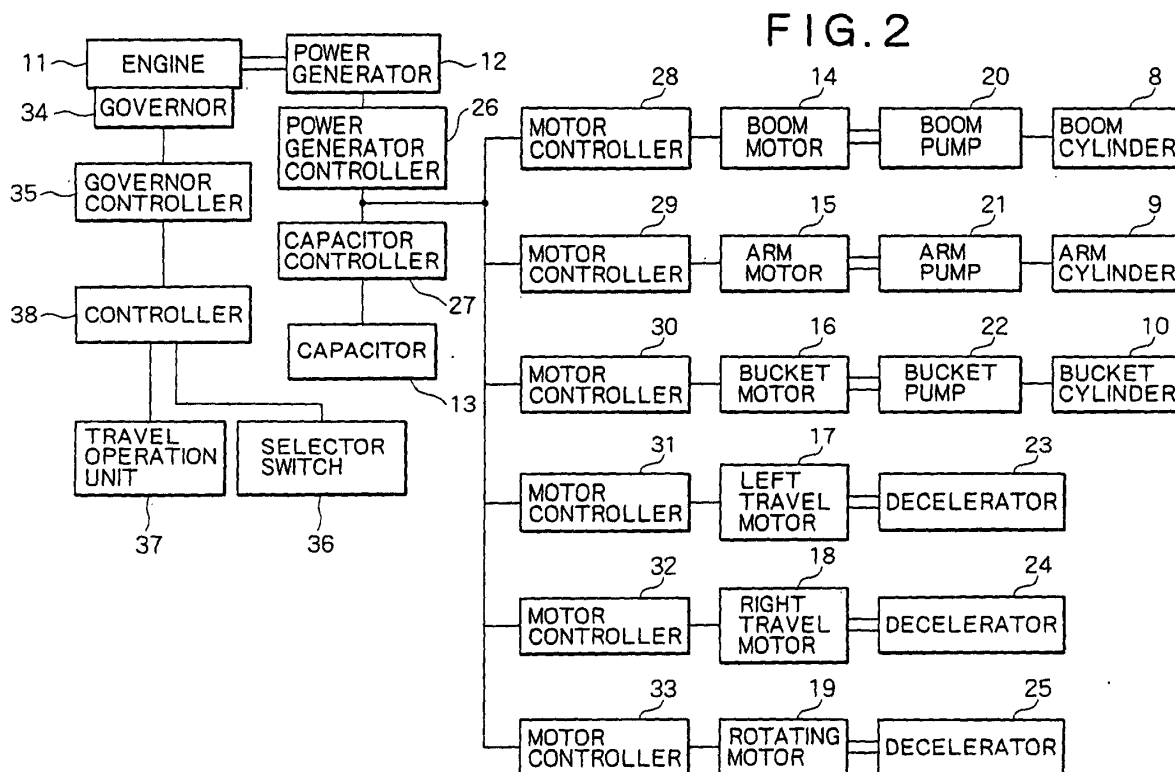 FIG.2
11
ENGINE
POWER
GENERATOR
12
34
GOVERNOR
35
GOVERNOR
CONTROLLER
POWER
GENERATOR
CONTROLLER
26
CAPACITOR
CONTROLLER
27
38
CONTROLLER
CAPACITOR
13
TRAVEL
OPERATION
UNIT
37
SELECTOR
SWITCH
36
28
MOTOR
CONTROLLER
14
BOOM
MOTOR
20
BOOM
PUMP
8
BOOM
CYLINDER
29
MOTOR
CONTROLLER
15
ARM
MOTOR
21
ARM
PUMP
9
ARM
CYLINDER
30
MOTOR
CONTROLLER
16
BUCKET
MOTOR
22
BUCKET
PUMP
10
BUCKET
CYLINDER
31
MOTOR
CONTROLLER
17
LEFT
TRAVEL
MOTOR
23
DECELERATOR
32
MOTOR
CONTROLLER
18
RIGHT
TRAVEL
MOTOR
24
DECELERATOR
33
MOTOR
CONTROLLER
19
ROTATING
MOTOR
25
DECELERATOR